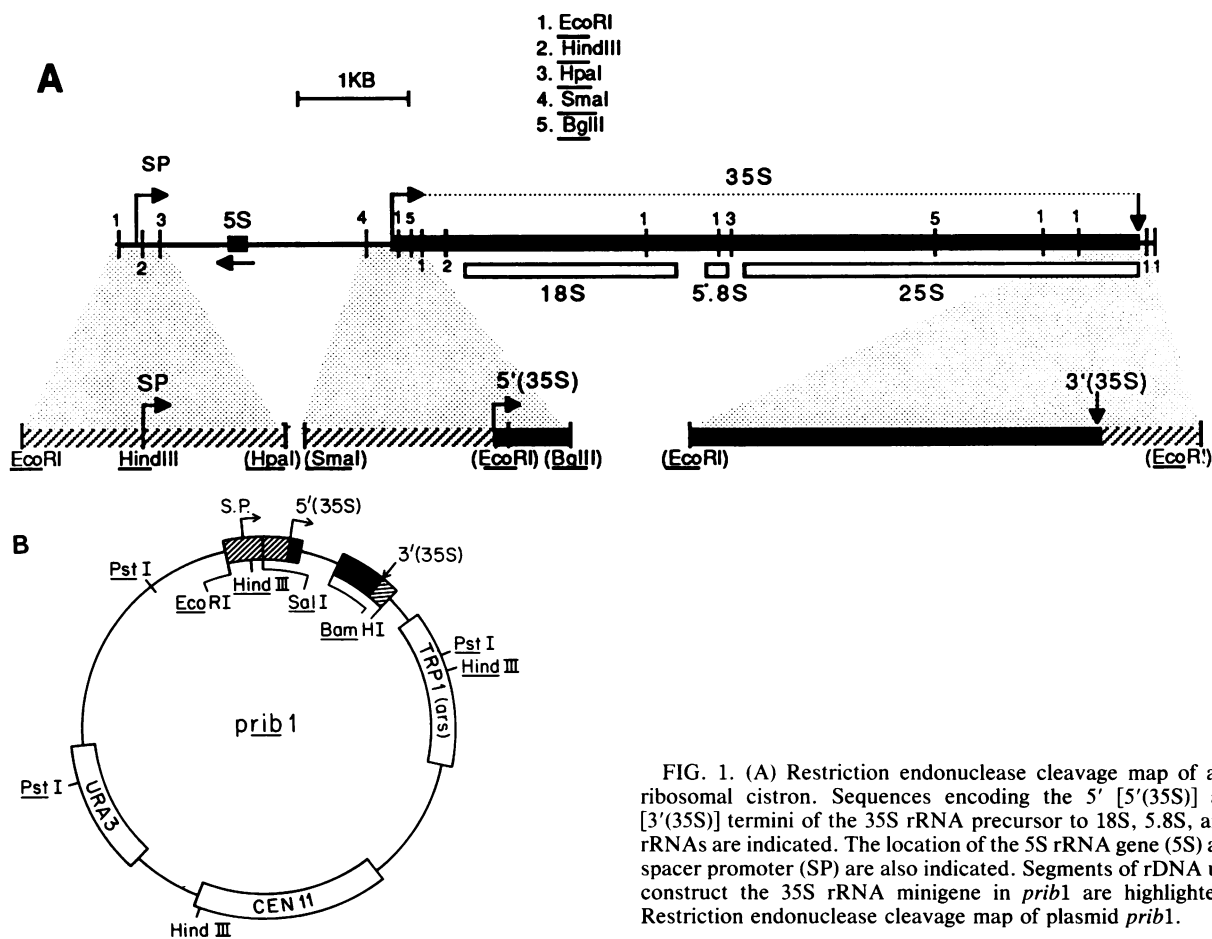 A
1. EcoRI
2. HindIII
3. HpaI
4. SmaI
5. BglII
1KB
SP
35S
1 3 5S 4 1 5 1 1 3 5 1 1
2 1 2 1 1
18S 5.8S 25S
SP 5'(35S) 3'(35S)
EcoRI HindIII (HpaI) (SmaI) (EcoRI) (BglII) (EcoRI) (EcoRI)
B
S.P. 5'(35S)
3'(35S)
Pst I
Hind III
EcoRI Sal I
Bam HI
Pst I
Hind III
TRP1 (ars)
prib 1
Pst I
URA3
CEN 11
Hind III
FIG. 1. (A) Restriction endonuclease cleavage map of a
ribosomal cistron. Sequences encoding the 5' [5'(35S)]
[3'(35S)] termini of the 35S rRNA precursor to 18S, 5.8S, a
rRNAs are indicated. The location of the 5S rRNA gene (5S) a
spacer promoter (SP) are also indicated. Segments of rDNA u
construct the 35S rRNA minigene in prib1 are highlighte
Restriction endonuclease cleavage map of plasmid prib1.